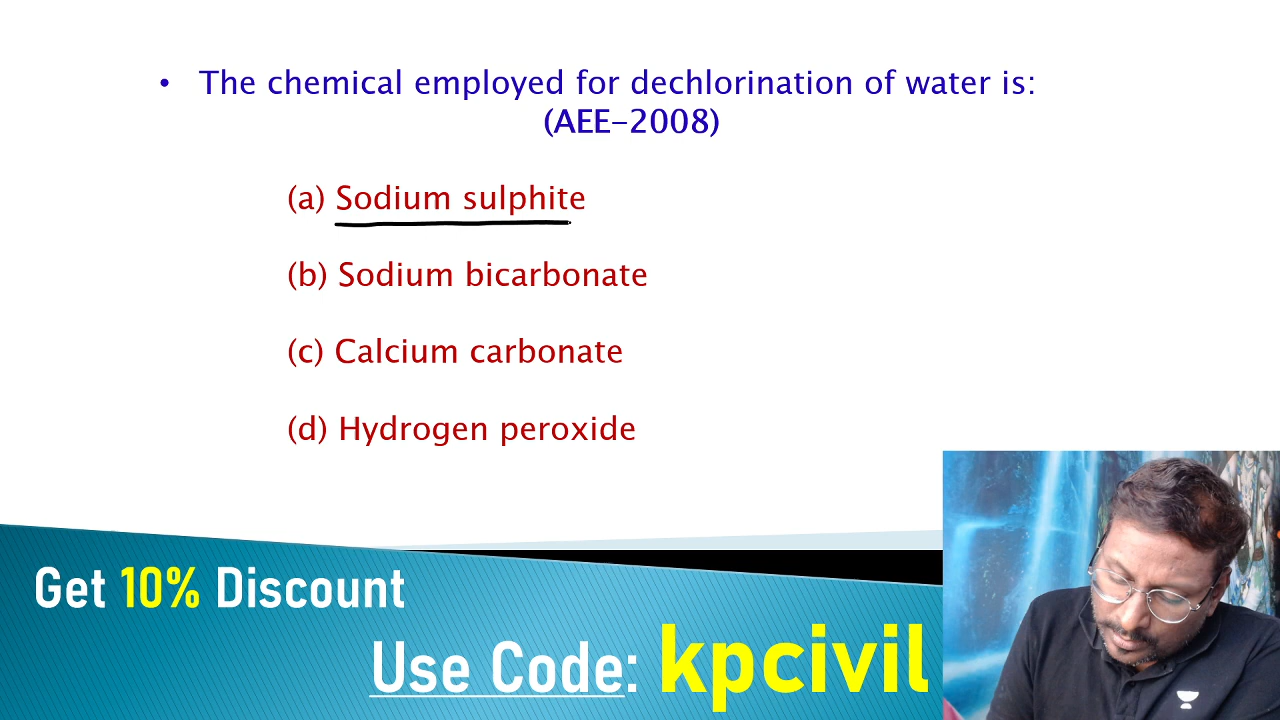 • The chemical employed for dechlorination of water is:
(AEE-2008)
(a) Sodium sulphite
(b) Sodium bicarbonate
(c) Calcium carbonate
(d) Hydrogen peroxide
Get 10% Discount
Use Code: kpcivil